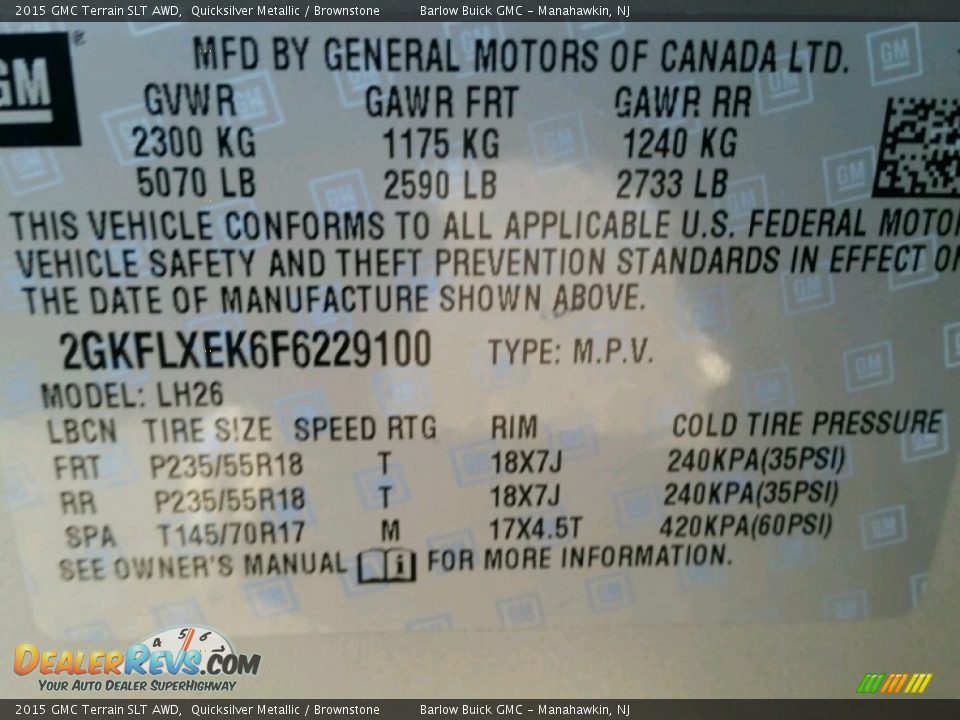 2015 GMC Terrain SLT AWD,  Quicksilver Metallic / Brownstone  Barlow Buick GMC - Manahawkin, NJ
GM
MFD BY GENERAL MOTORS OF CANADA LTD.
GVWR GAWR FRT GAWR RR
2300 KG 1175 KG 1240 KG
5070 LB 2590 LB 2733 LB
THIS VEHICLE CONFORMS TO ALL APPLICABLE U.S. FEDERAL MOTO
VEHICLE SAFETY AND THEFT PREVENTION STANDARDS IN EFFECT ON
THE DATE OF MANUFACTURE SHOWN ABOVE.
2GKFLXEK6F6229100 TYPE: M.P.V.
MODEL: LH26
LBCN TIRE SIZE SPEED RTG RIM COLD TIRE PRESSURE
FRT P235/55R18 T 18X7J 240KPA(35PSI)
RR P235/55R18 T 18X7J 240KPA(35PSI)
SPA T145/70R17 M 17X4.5T 420KPA(60PSI)
SEE OWNER'S MANUAL i FOR MORE INFORMATION.
4 5 6
DEALERREVS.COM
YOUR AUTO DEALER SUPERHIGHWAY
2015 GMC Terrain SLT AWD,  Quicksilver Metallic / Brownstone  Barlow Buick GMC - Manahawkin, NJ